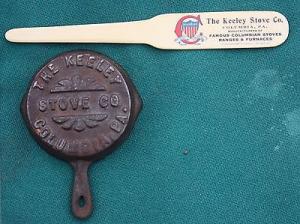 The Keeley Stove Co.
COLUMBIA, PA.
MANUFACTURERS OF
FAMOUS COLUMBIAN STOVES
RANGES & FURNACES
THE KEELEY
STOVE CO.
COLUMBIA PA.